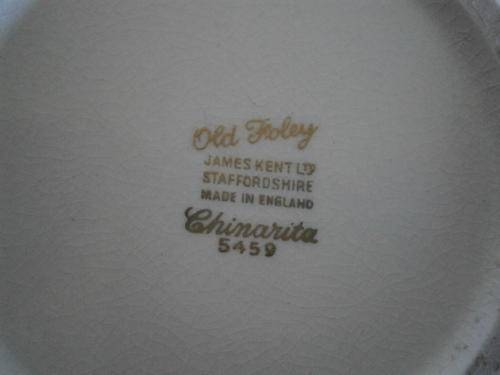 Old Foley
JAMES KENT LTD
STAFFORDSHIRE
MADE IN ENGLAND
Chinarita
5459